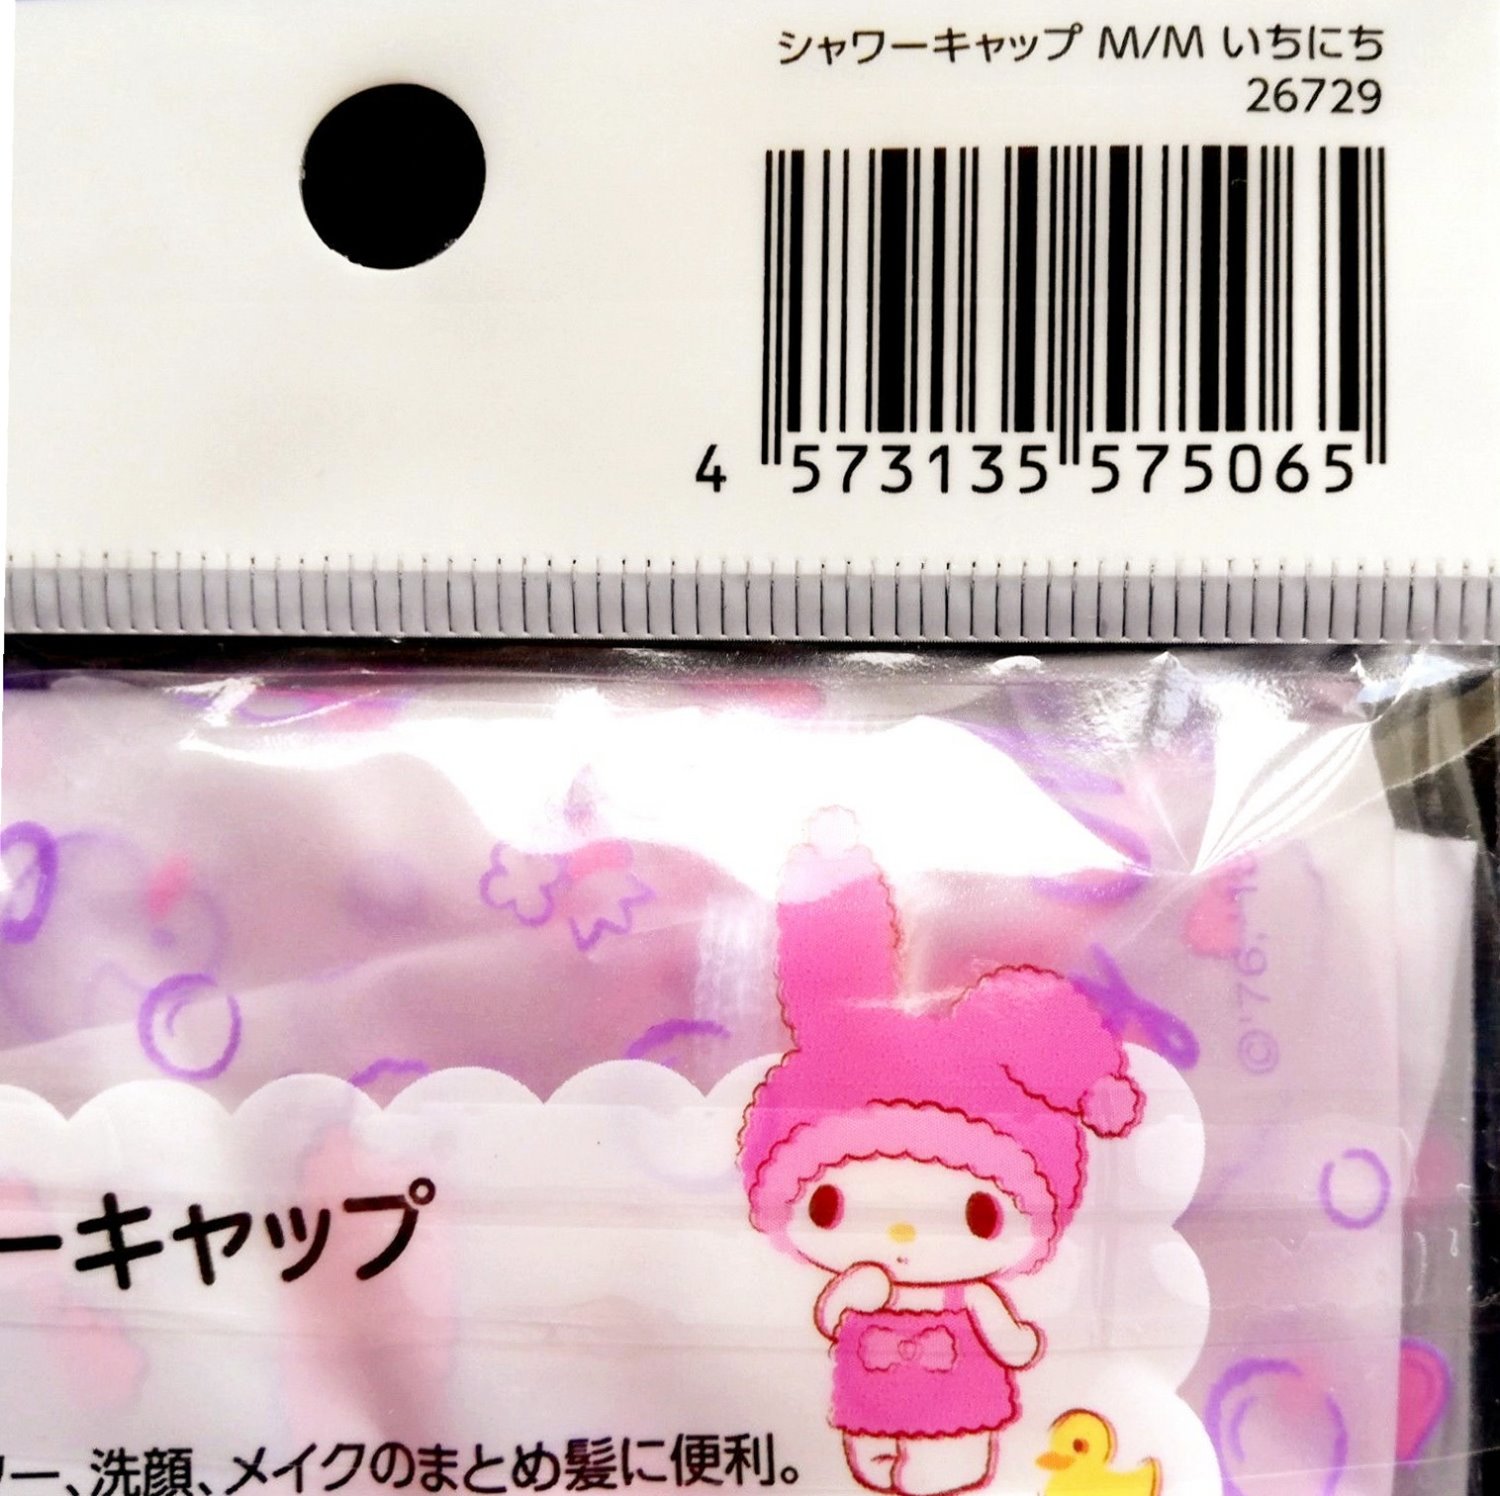 シャワーキャップ M/M いちにち
26729
4 573135 575065
©'76,
ーキャップ
ー、洗顔、メイクのまとめ髪に便利。